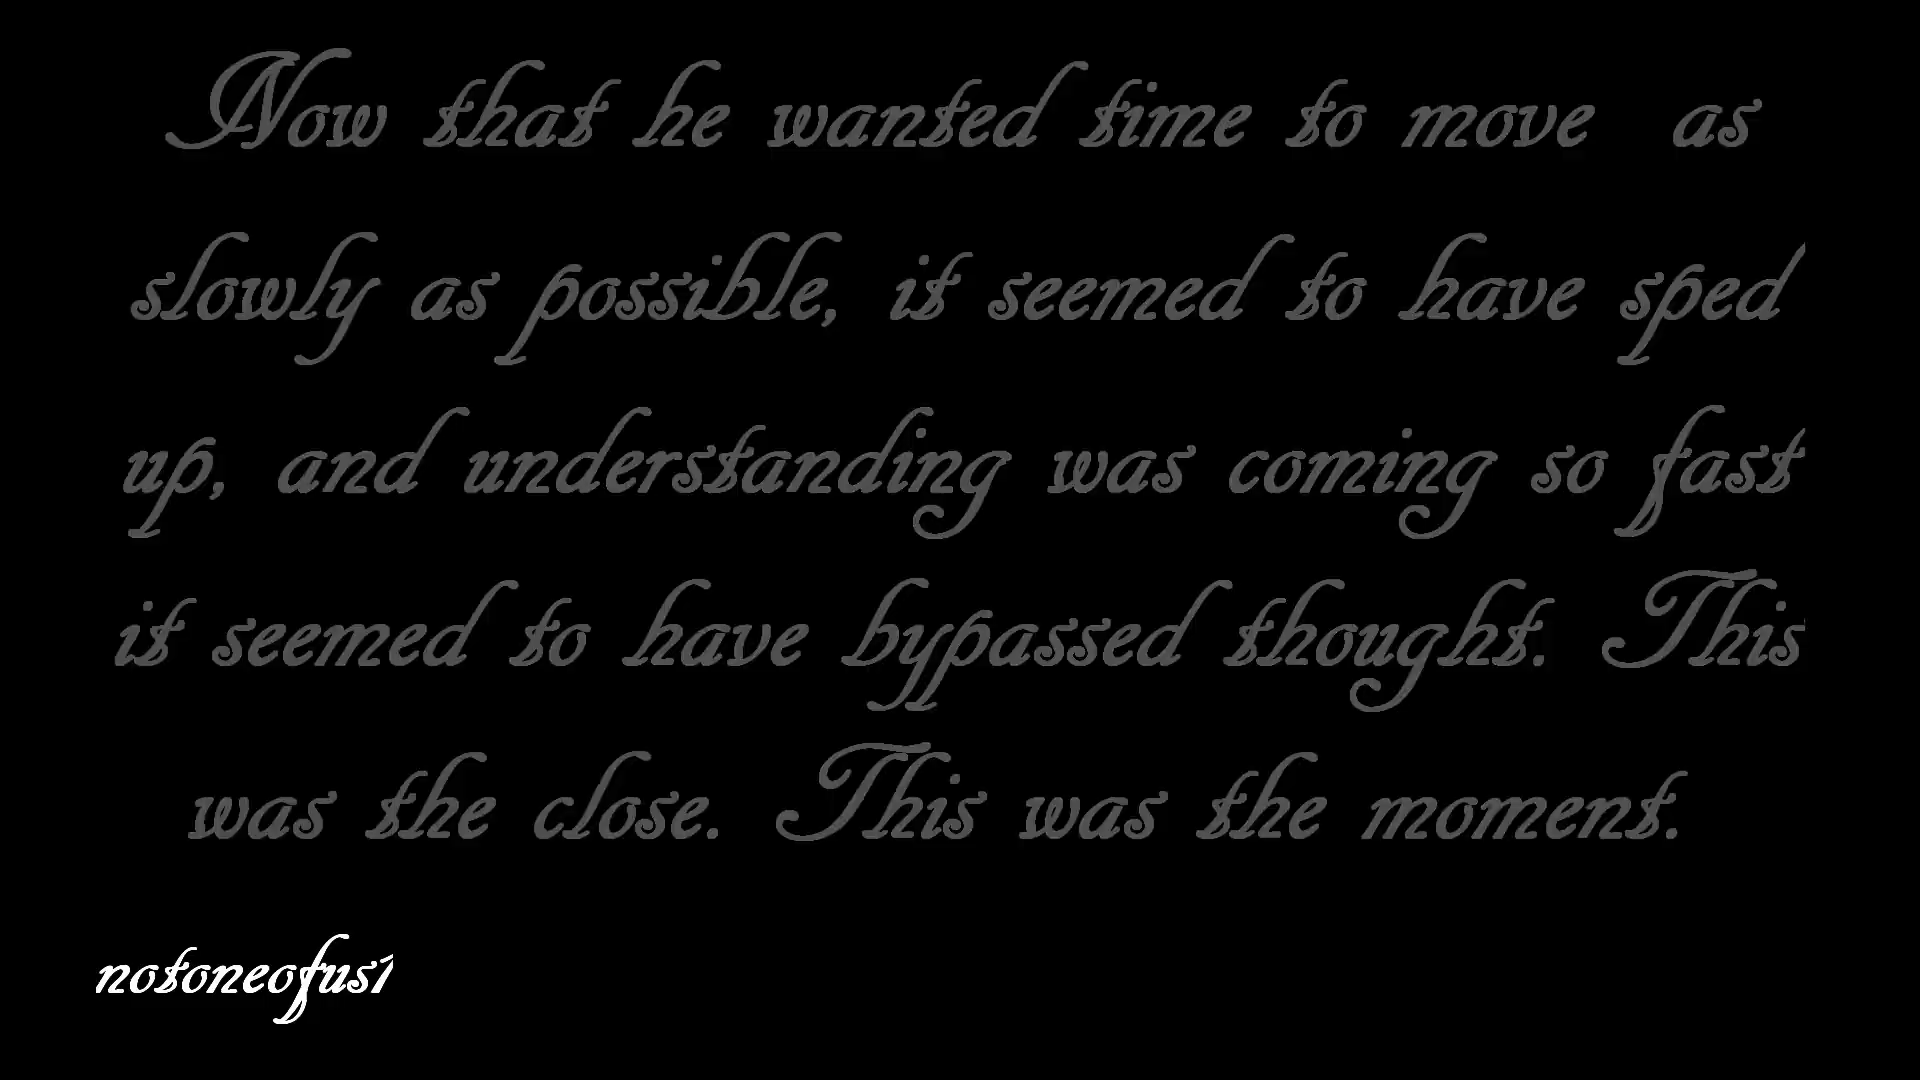 Now that he wanted time to move as
slowly as possible, it seemed to have sped
up, and understanding was coming so fast
it seemed to have bypassed thought. This
was the close. This was the moment.
notoneofus1